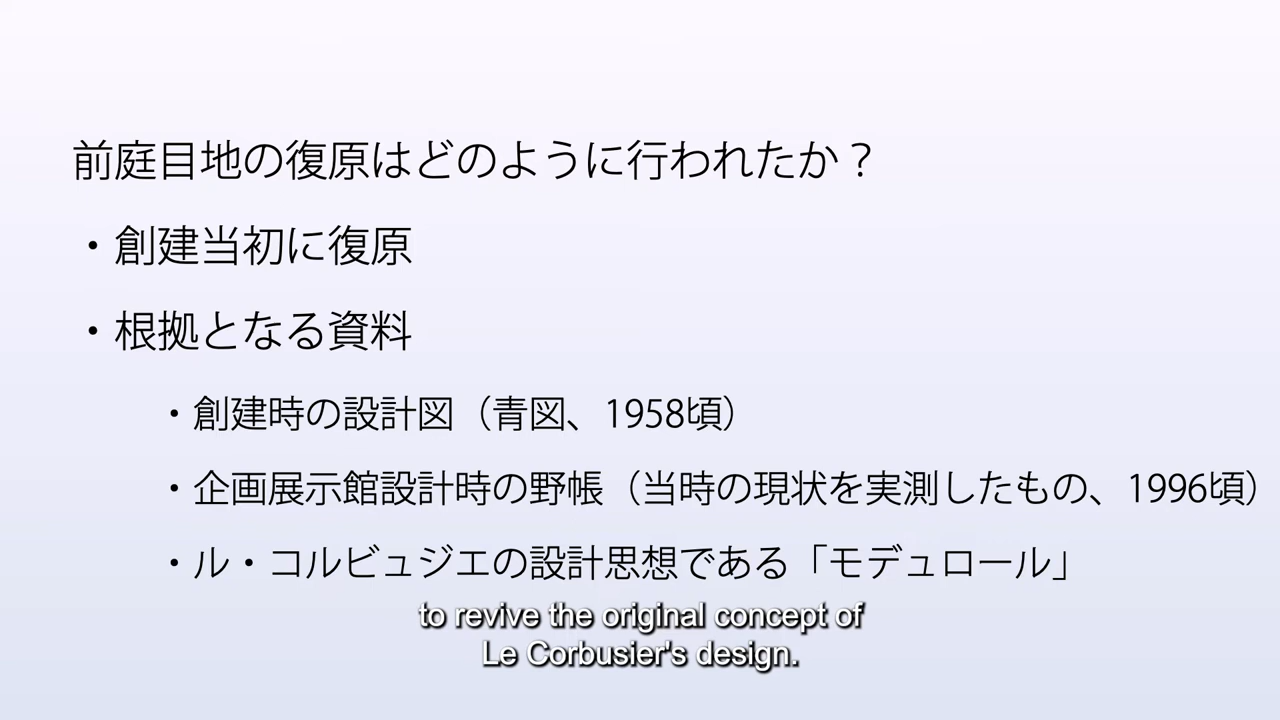 前庭目地の復原はどのように行われたか？
・創建当初に復原
・根拠となる資料
・創建時の設計図（青図、1958頃）
・企画展示館設計時の野帳（当時の現状を実測したもの、1996頃）
・ル・コルビュジエの設計思想である「モデュロール」
to revive the original concept of
Le Corbusier's design.